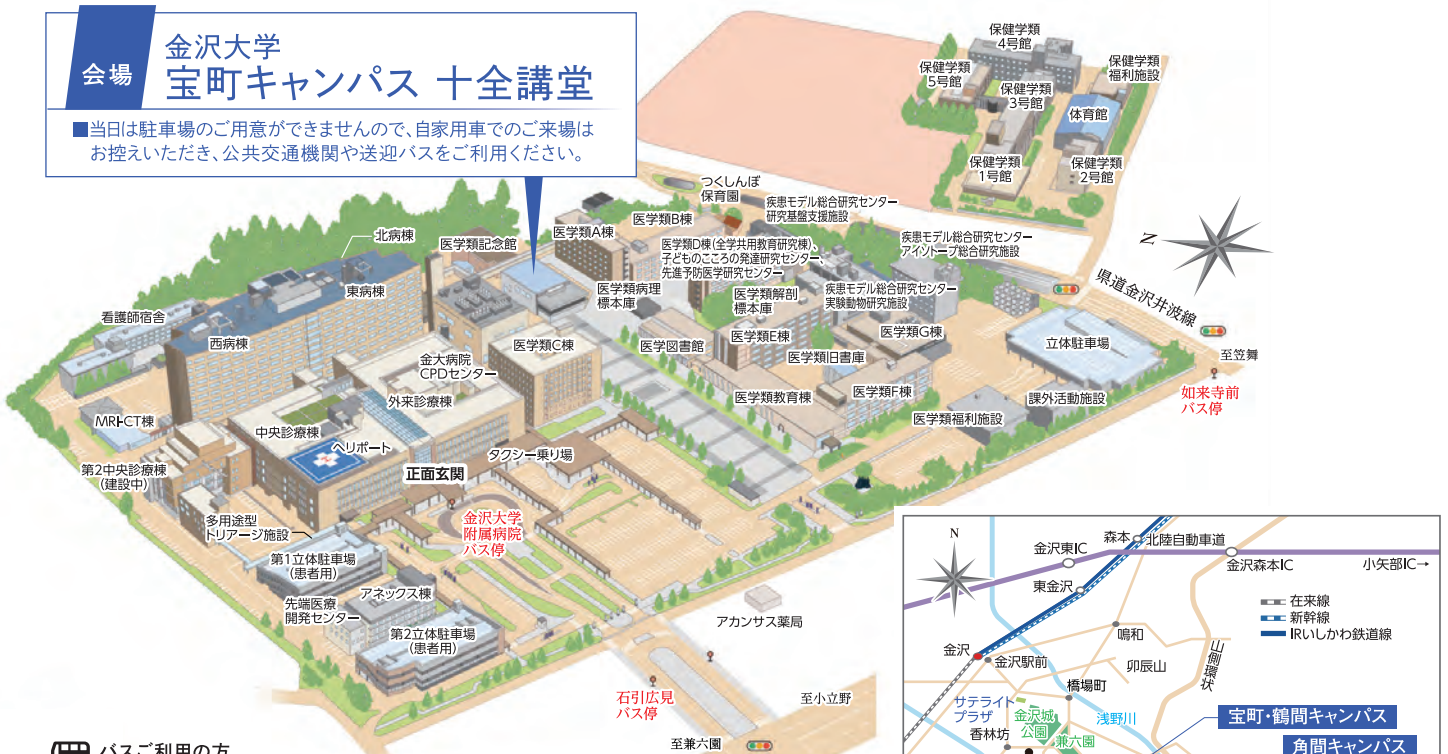 会場
金沢大学
宝町キャンパス 十全講堂
■当日は駐車場のご用意ができませんので、自家用車でのご来場は
お控えいただき、公共交通機関や送迎バスをご利用ください。
保健学類
4号館
保健学類
5号館
保健学類
3号館
保健学類
福利施設
体育館
保健学類
1号館
保健学類
2号館
つくしんぼ
保育園
疾患モデル総合研究センター
研究基盤支援施設
疾患モデル総合研究センター
アイソトープ総合研究施設
N
県道金沢井波線
至笠舞
如来寺前
バス停
北病棟
東病棟
西病棟
看護師宿舎
医学類記念館
医学類A棟
医学類B棟
医学類D棟(全学共用教育研究棟)、
子どものこころの発達研究センター、
先進予防医学研究センター
医学類病理
標本庫
医学類解剖
標本庫
疾患モデル総合研究センター
実験動物研究施設
医学図書館
医学類E棟
医学類G棟
医学類旧書庫
立体駐車場
医学類C棟
金大病院
CPDセンター
外来診療棟
医学類教育棟
医学類F棟
医学類福利施設
課外活動施設
MRI-CT棟
中央診療棟
ヘリポート
正面玄関
タクシー乗り場
第2中央診療棟
(建設中)
多用途型
トリアージ施設
金沢大学
附属病院
バス停
第1立体駐車場
(患者用)
アネックス棟
先端医療
開発センター
第2立体駐車場
(患者用)
アカンサス薬局
石引広見
バス停
至小立野
至兼六園
バスご利用の方
N
金沢東IC
森本
北陸自動車道
金沢森本IC
小矢部IC→
東金沢
在来線
新幹線
IRいしかわ鉄道線
鳴和
金沢
金沢駅前
卯辰山
山側環状
橋場町
サテライト
プラザ
金沢城
公園
浅野川
香林坊
兼六園
宝町・鶴間キャンパス
角間キャンパス